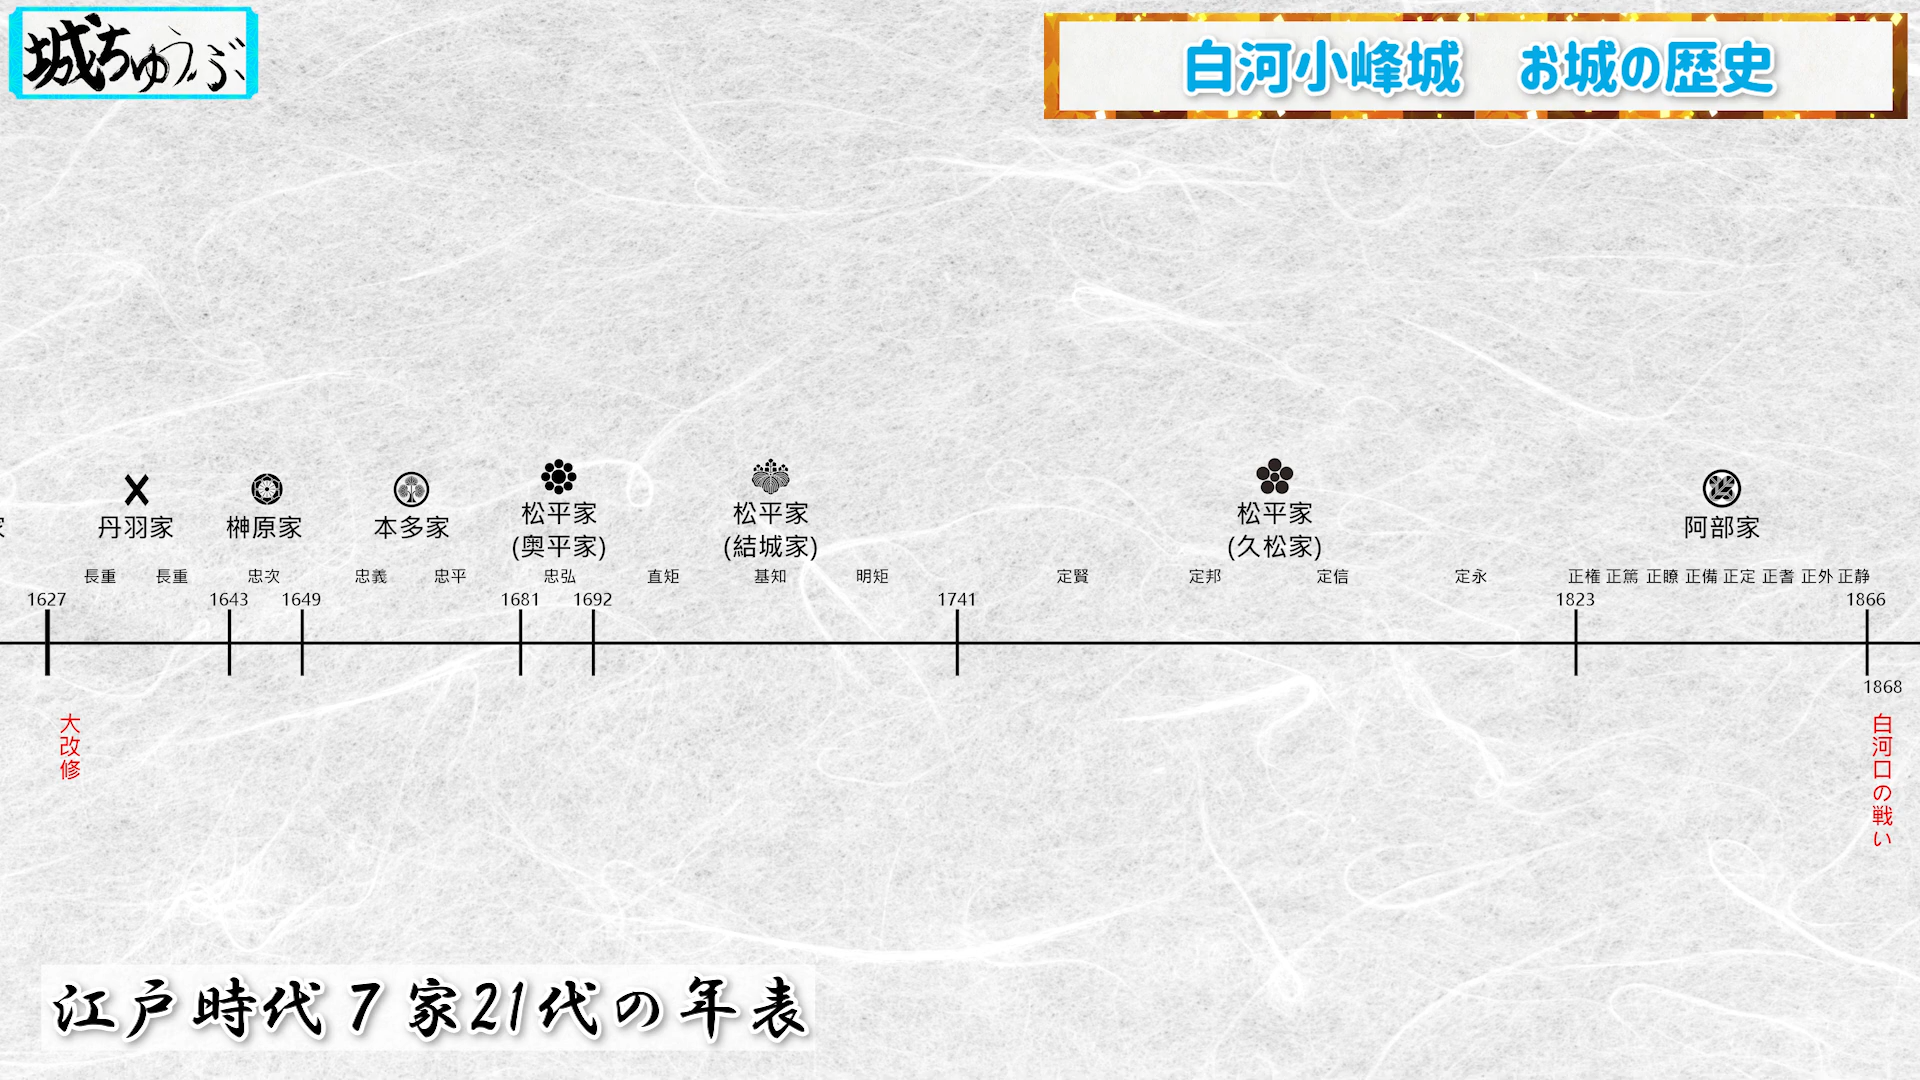 城ちゅうぶ
白河小峰城　お城の歴史
家
丹羽家
榊原家
本多家
松平家
(奥平家)
松平家
(結城家)
松平家
(久松家)
阿部家
長重 長重 忠次 忠義 忠平 忠弘 直矩 基知 明矩 定賢 定邦 定信 定永 正権 正篤 正瞭 正備 正定 正耆 正外 正静
1627 1643 1649 1681 1692 1741 1823 1866
1868
大改修
白河口の戦い
江戸時代７家21代の年表